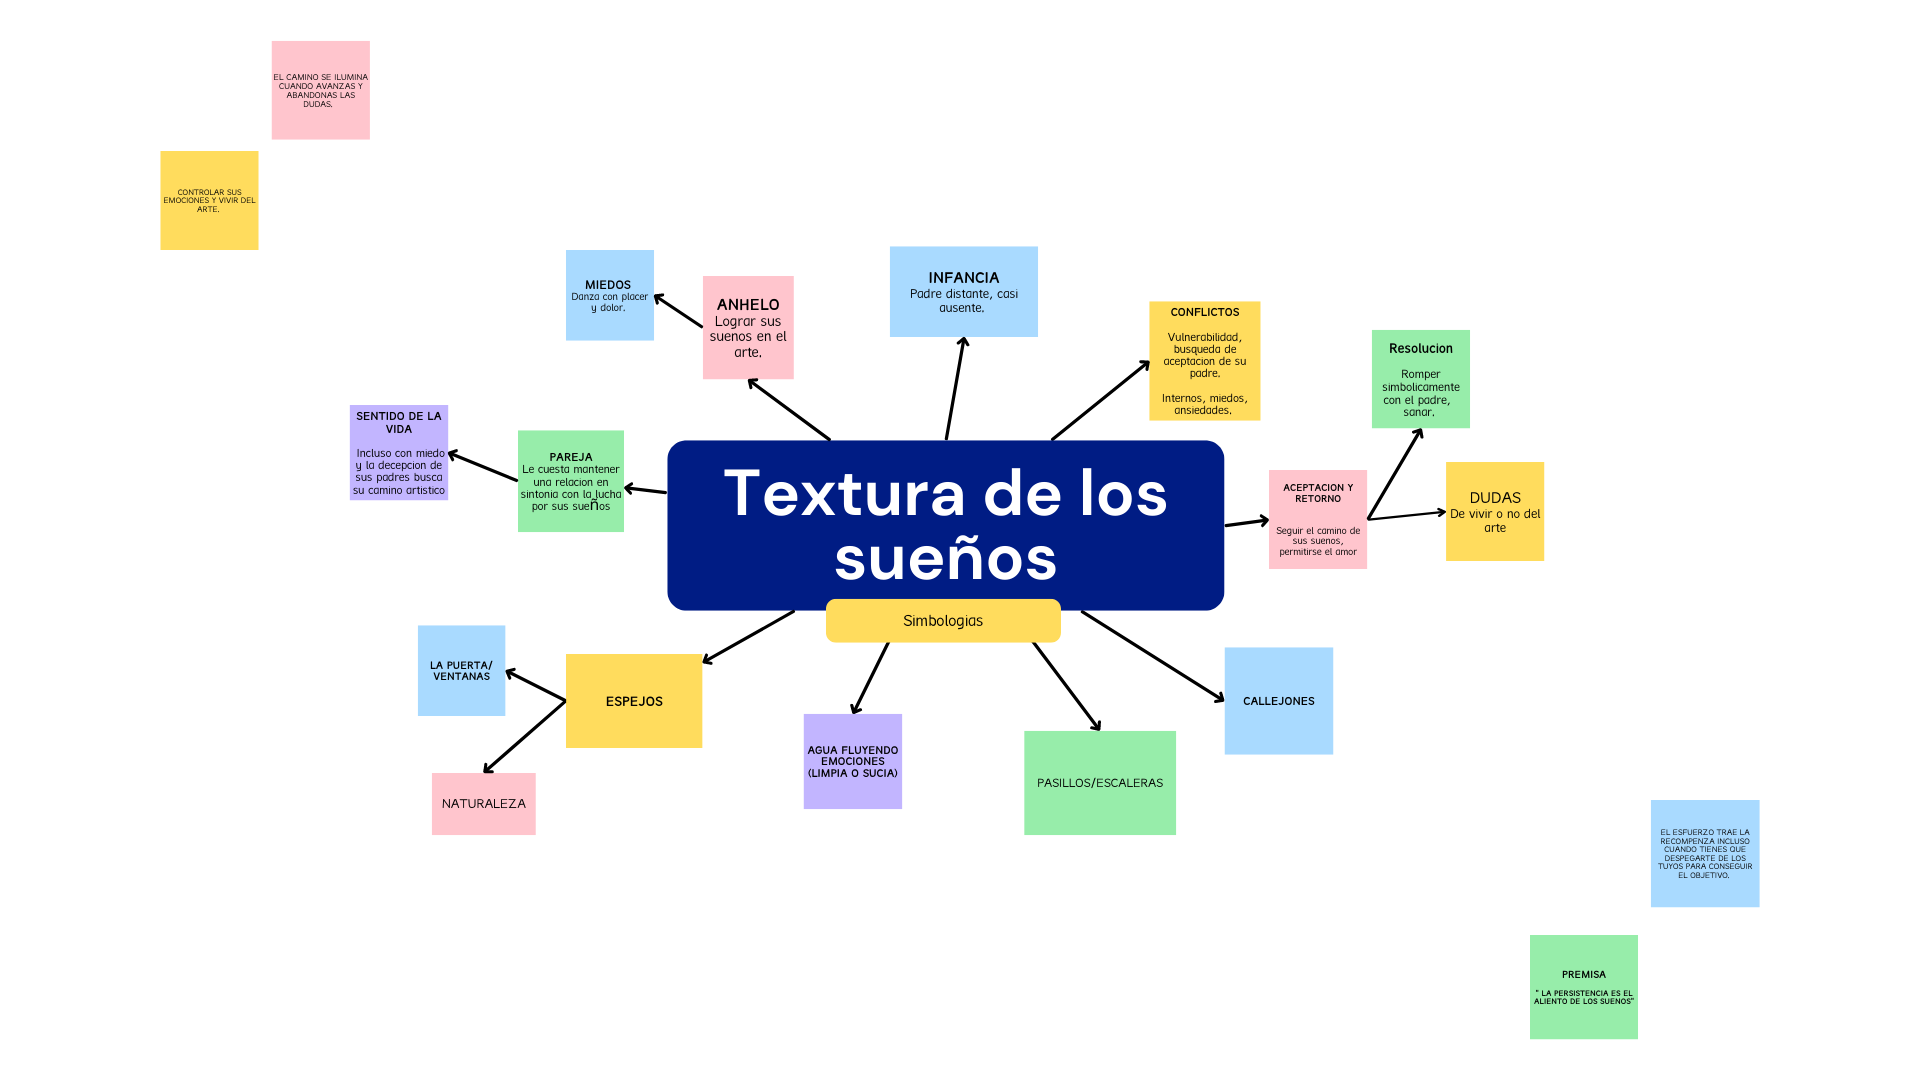 EL CAMINO SE ILUMINA
CUANDO AVANZAS Y
ABANDONAS LAS
DUDAS.
CONTROLAR SUS
EMOCIONES Y VIVIR DEL
ARTE.
MIEDOS
Danza con placer
y dolor.
ANHELO
Lograr sus
suenos en el
arte.
INFANCIA
Padre distante, casi
ausente.
CONFLICTOS
Vulnerabilidad,
busqueda de
aceptacion de su
padre.
Internos, miedos,
ansiedades.
Resolucion
Romper
simbolicamente
con el padre,
sanar.
SENTIDO DE LA
VIDA
Incluso con miedo
y la decepcion de
sus padres busca
su camino artistico
PAREJA
Le cuesta mantener
una relacion en
sintonia con la lucha
por sus sueños
Textura de los
sueños
Simbologias
ACEPTACION Y
RETORNO
Seguir el camino de
sus suenos,
permitirse el amor
DUDAS
De vivir o no del
arte
LA PUERTA/
VENTANAS
ESPEJOS
NATURALEZA
AGUA FLUYENDO
EMOCIONES
(LIMPIA O SUCIA)
PASILLOS/ESCALERAS
CALLEJONES
EL ESFUERZO TRAE LA
RECOMPENZA INCLUSO
CUANDO TIENES QUE
DESPEGARTE DE LOS
TUYOS PARA CONSEGUIR
EL OBJETIVO.
PREMISA
" LA PERSISTENCIA ES EL
ALIENTO DE LOS SUENOS"